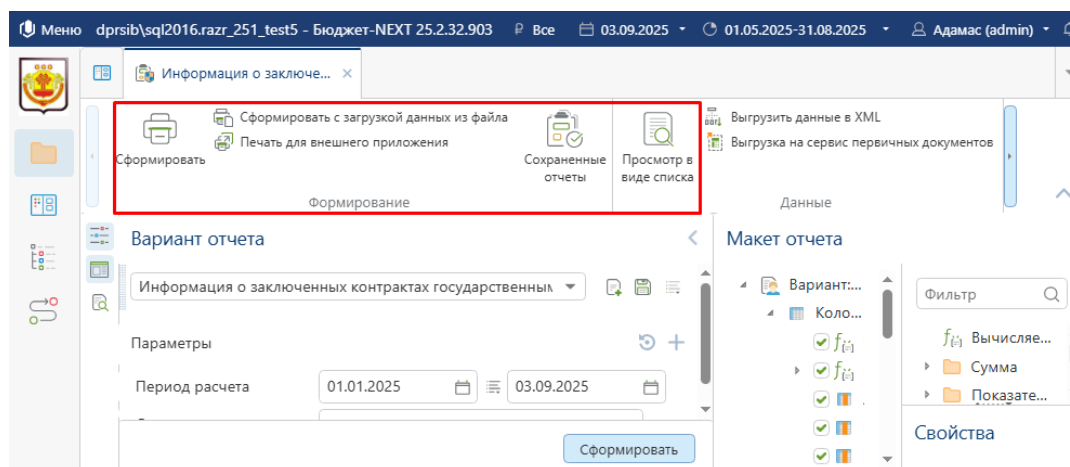 Меню dprsib\sql2016.razr_251_test5 - Бюджет-NEXT 25.2.32.903 ₽ Все 03.09.2025 01.05.2025-31.08.2025 Адамас (admin)
Информация о заключе... ×
Сформировать
Сформировать с загрузкой данных из файла
Печать для внешнего приложения
Сохраненные
отчеты
Просмотр в
виде списка
Выгрузить данные в XML
Выгрузка на сервис первичных документов
Формирование
Данные
Вариант отчета
Макет отчета
Информация о заключенных контрактах государственным
Вариант:...
Коло...
Фильтр
Параметры
Вычисляе...
Сумма
Показате...
Период расчета 01.01.2025 03.09.2025
Сформировать
Свойства